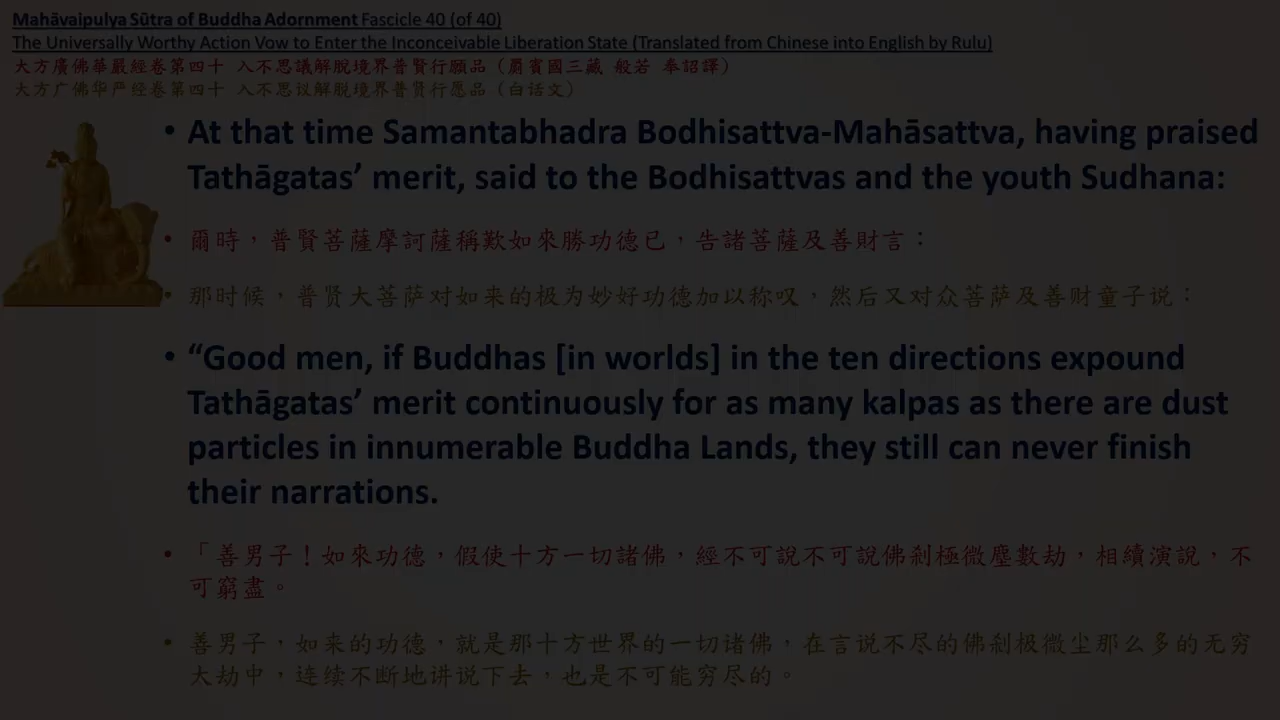 Mahāvaipulya Sūtra of Buddha Adornment Fascicle 40 (of 40)
The Universally Worthy Action Vow to Enter the Inconceivable Liberation State (Translated from Chinese into English by Rulu)
大方廣佛華嚴經卷第四十 入不思議解脫境界普賢行願品（罽賓國三藏 般若 奉詔譯）
大方广佛华严经卷第四十 入不思议解脱境界普贤行愿品（白话文）
• At that time Samantabhadra Bodhisattva-Mahāsattva, having praised
Tathāgatas’ merit, said to the Bodhisattvas and the youth Sudhana:
• 爾時，普賢菩薩摩訶薩稱歎如來勝功德已，告諸菩薩及善財言：
• 那时候，普贤大菩萨对如来的极为妙好功德加以称叹，然后又对众菩萨及善财童子说：
• “Good men, if Buddhas [in worlds] in the ten directions expound
Tathāgatas’ merit continuously for as many kalpas as there are dust
particles in innumerable Buddha Lands, they still can never finish
their narrations.
• 「善男子！如來功德，假使十方一切諸佛，經不可說不可說佛剎極微塵數劫，相續演說，不
可窮盡。
• 善男子，如来的功德，就是那十方世界的一切诸佛，在言说不尽的佛刹极微尘那么多的无穷
大劫中，连续不断地讲说下去，也是不可能穷尽的。